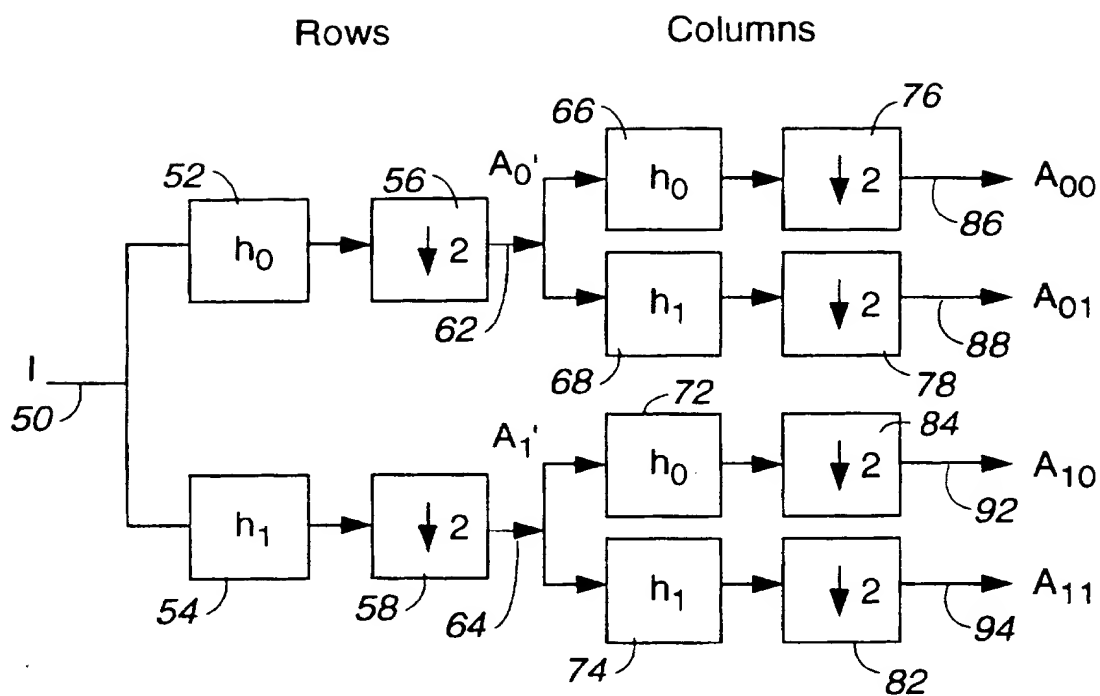 Rows Columns
66 76
52 56 A₀' h₀ ↓ 2 A₀₀
86
h₀ ↓ 2
62 h₁ ↓ 2 A₀₁
88
I 68 78
50 72 84
A₁' h₀ ↓ 2 A₁₀
92
h₁ ↓ 2
54 58 64 h₁ ↓ 2 A₁₁
94
74 82